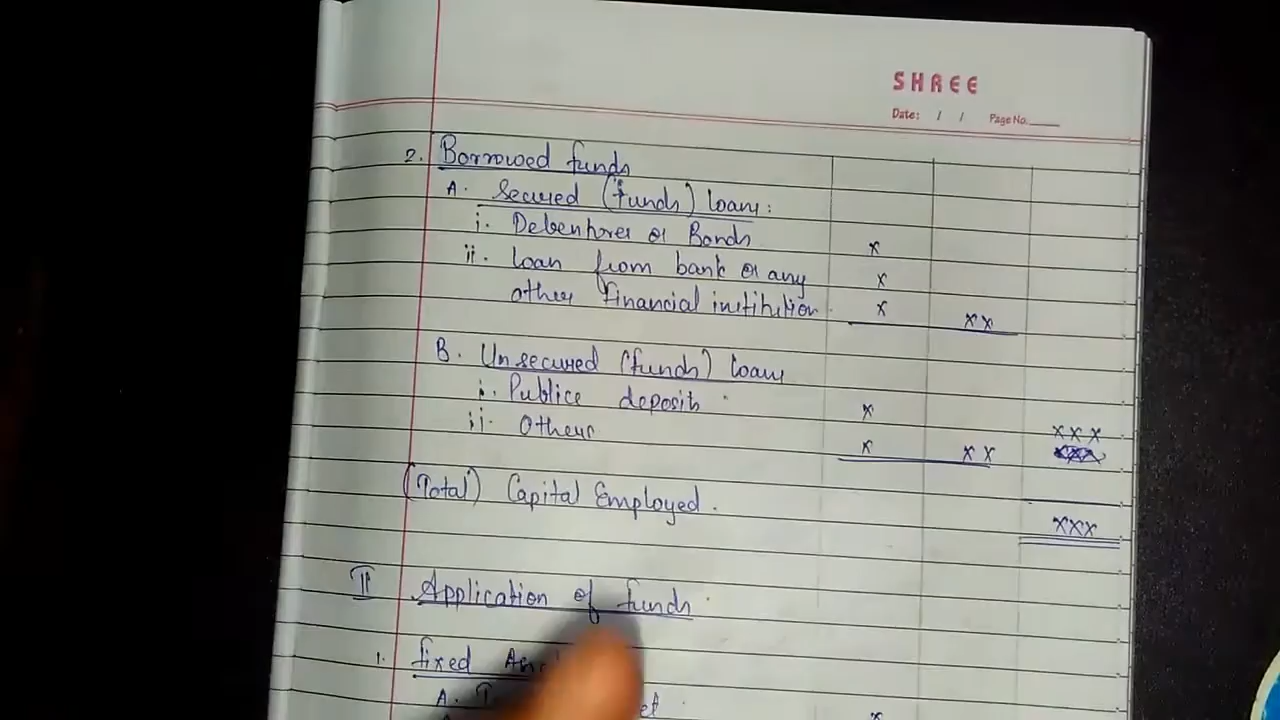 SHREE
Date: / / Page No.
2. Borrowed funds
A. Secured (funds) loans:
i. Debentures or Bonds x
ii. Loan from bank or any x
other financial institution. x xx
B. Unsecured (funds) loans
i. Publice deposits x
xxx
ii. Others x xx
(Total) Capital Employed.
xxx
II Application of funds
1. fixed
A. x